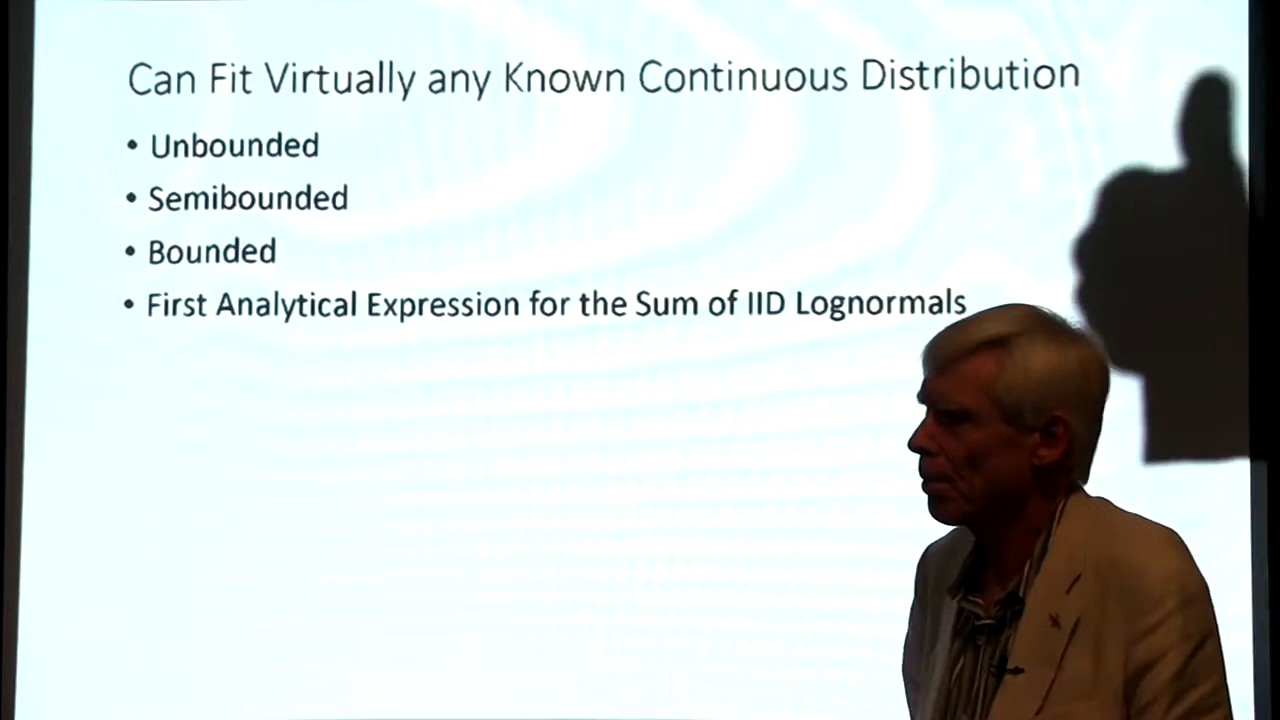 Can Fit Virtually any Known Continuous Distribution
• Unbounded
• Semibounded
• Bounded
• First Analytical Expression for the Sum of IID Lognormals